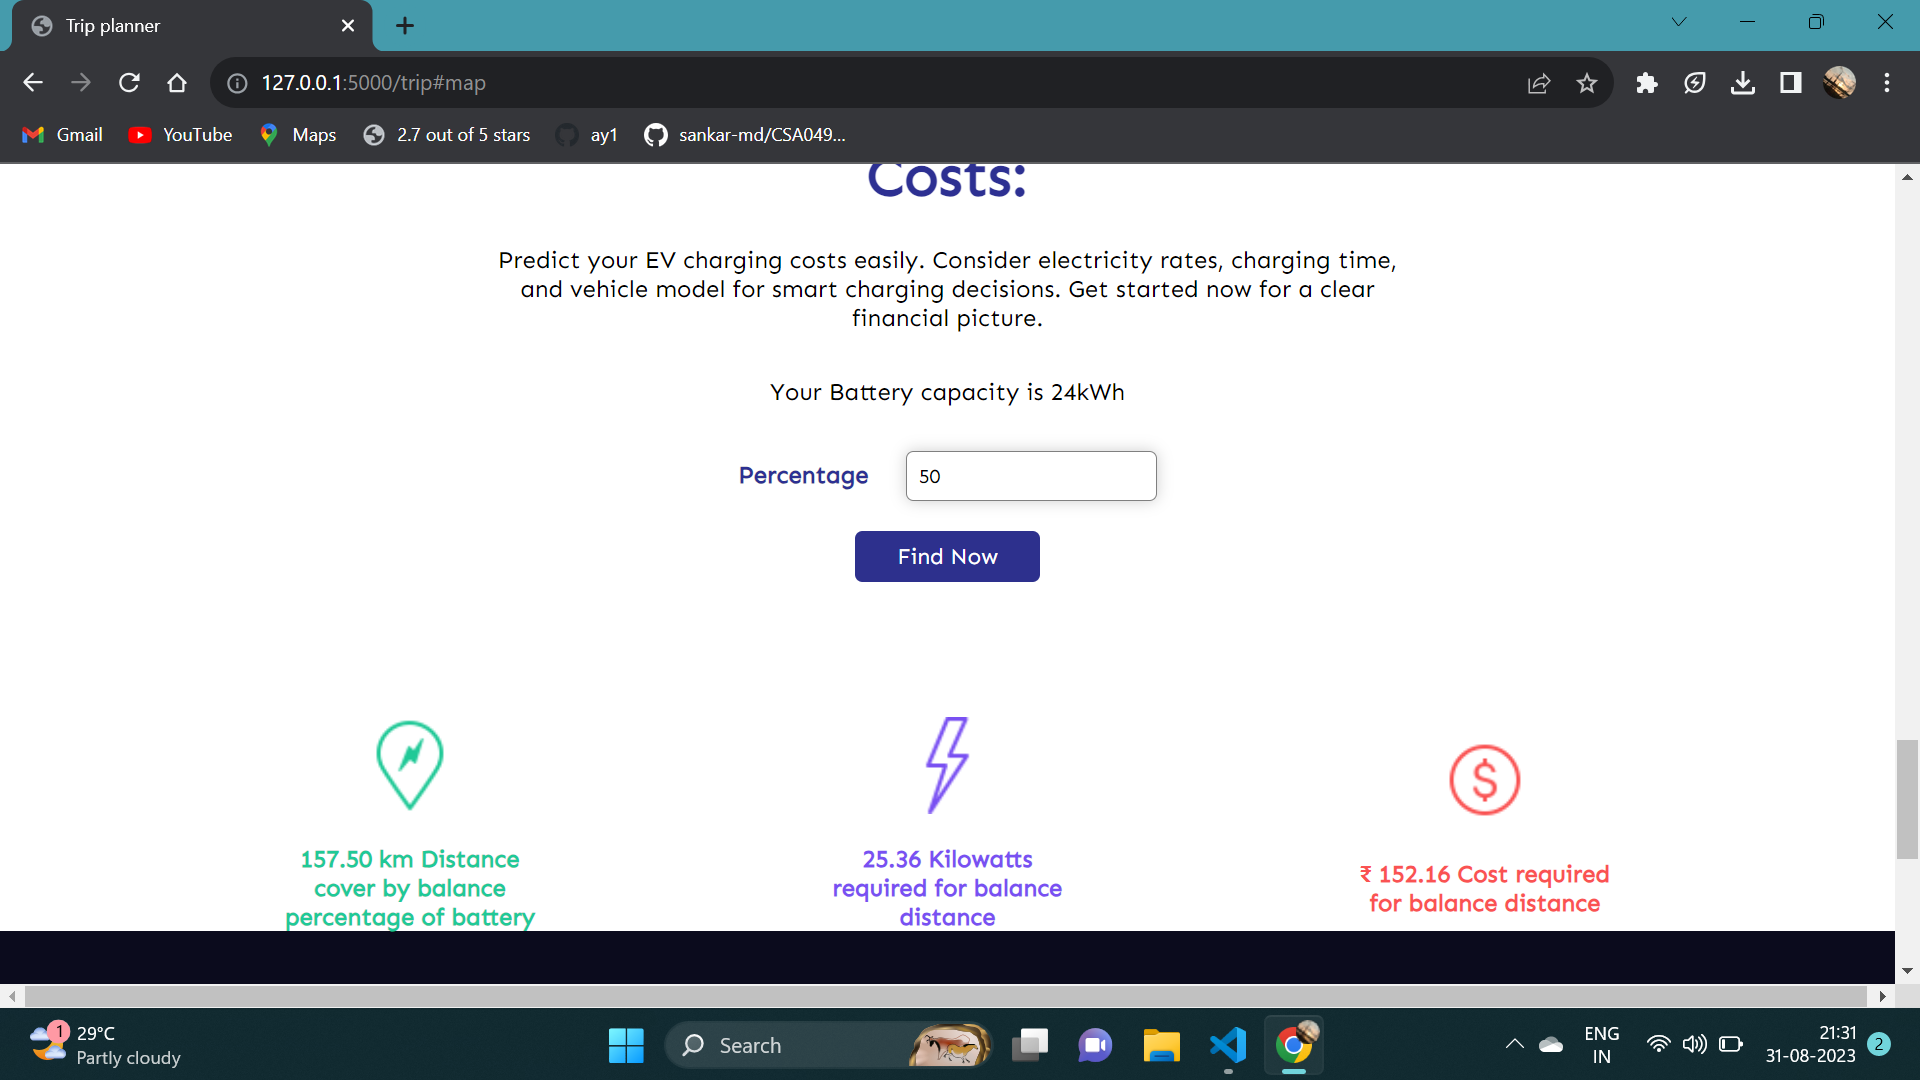 Trip planner
127.0.0.1:5000/trip#map
Gmail
YouTube
Maps
2.7 out of 5 stars
ay1
sankar-md/CSA049...
Costs:
Predict your EV charging costs easily. Consider electricity rates, charging time,
and vehicle model for smart charging decisions. Get started now for a clear
financial picture.
Your Battery capacity is 24kWh
Percentage
50
Find Now
157.50 km Distance
cover by balance
percentage of battery
25.36 Kilowatts
required for balance
distance
₹ 152.16 Cost required
for balance distance
1
29°C
Partly cloudy
Search
ENG
IN
21:31
31-08-2023
2